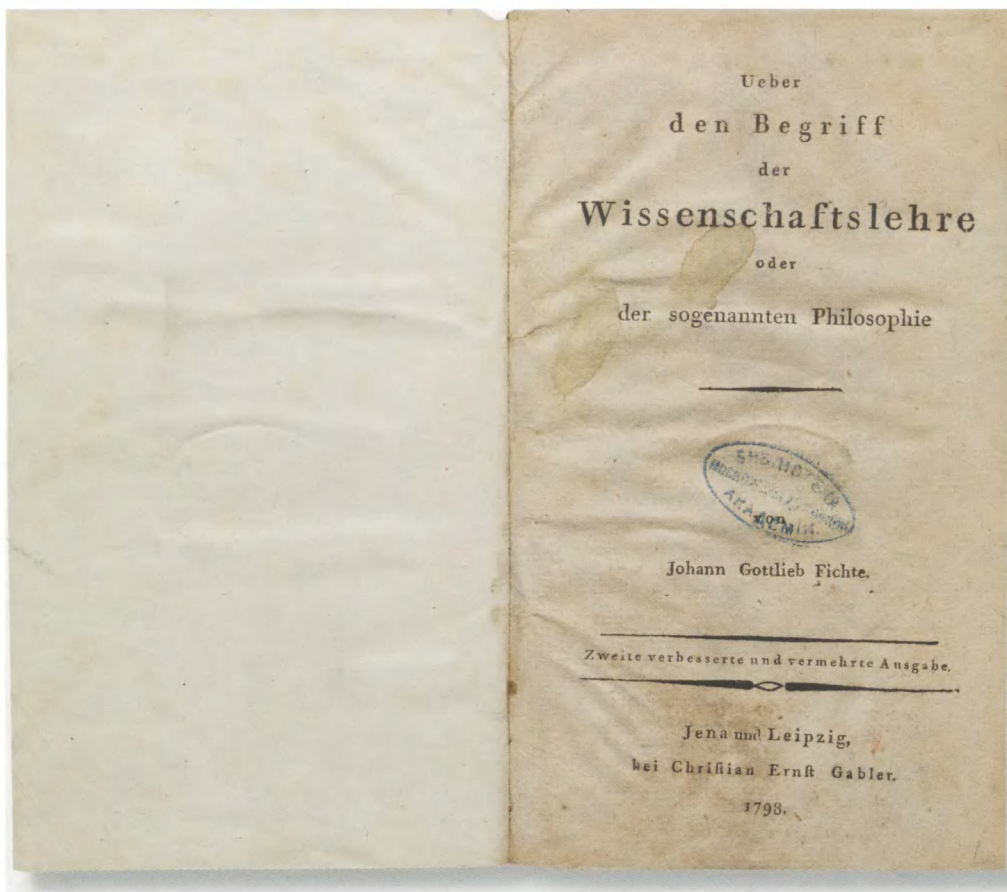 Ueber
den Begriff
der
Wissenschaftslehre
oder
der sogenannten Philosophie
АКАДЕМІИ.
von
Johann Gottlieb Fichte.
Zweite verbesserte und vermehrte Ausgabe.
Jena und Leipzig,
bei Chriſtian Ernſt Gabler.
1798.